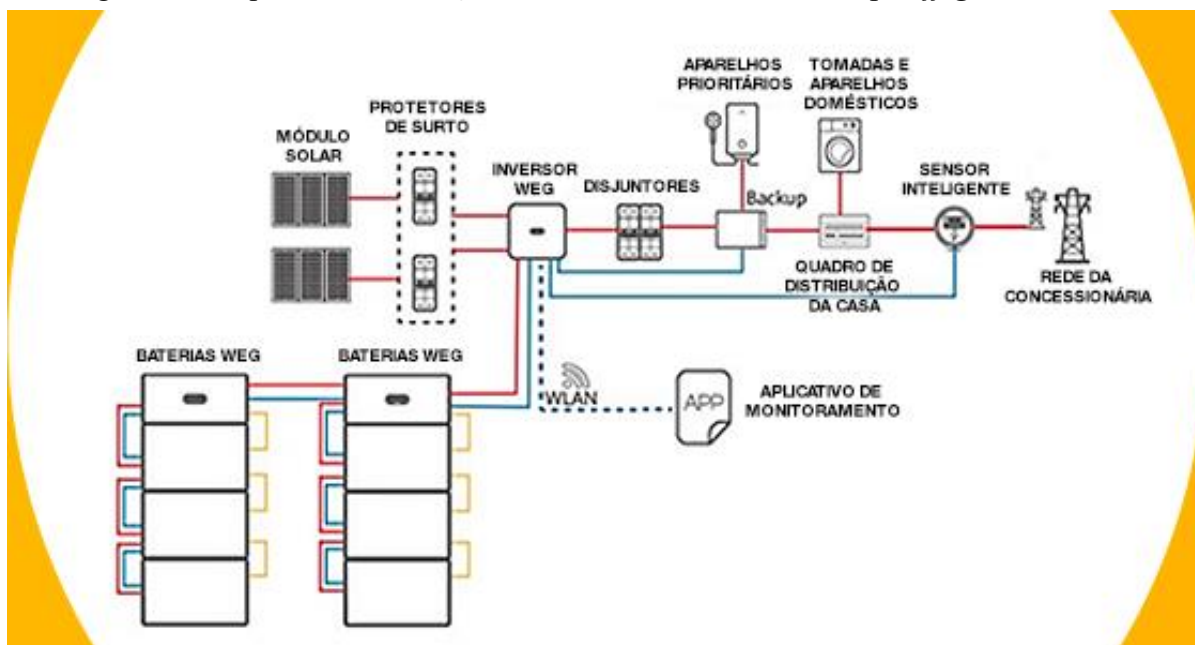 APARELHOS
PRIORITÁRIOS
TOMADAS E
APARELHOS
DOMÉSTICOS
PROTETORES
DE SURTO
MÓDULO
SOLAR
INVERSOR
WEG
DISJUNTORES
Backup
SENSOR
INTELIGENTE
QUADRO DE
DISTRIBUIÇÃO
DA CASA
REDE DA
CONCESSIONÁRIA
BATERIAS WEG
BATERIAS WEG
WLAN
APP
APLICATIVO DE
MONITORAMENTO